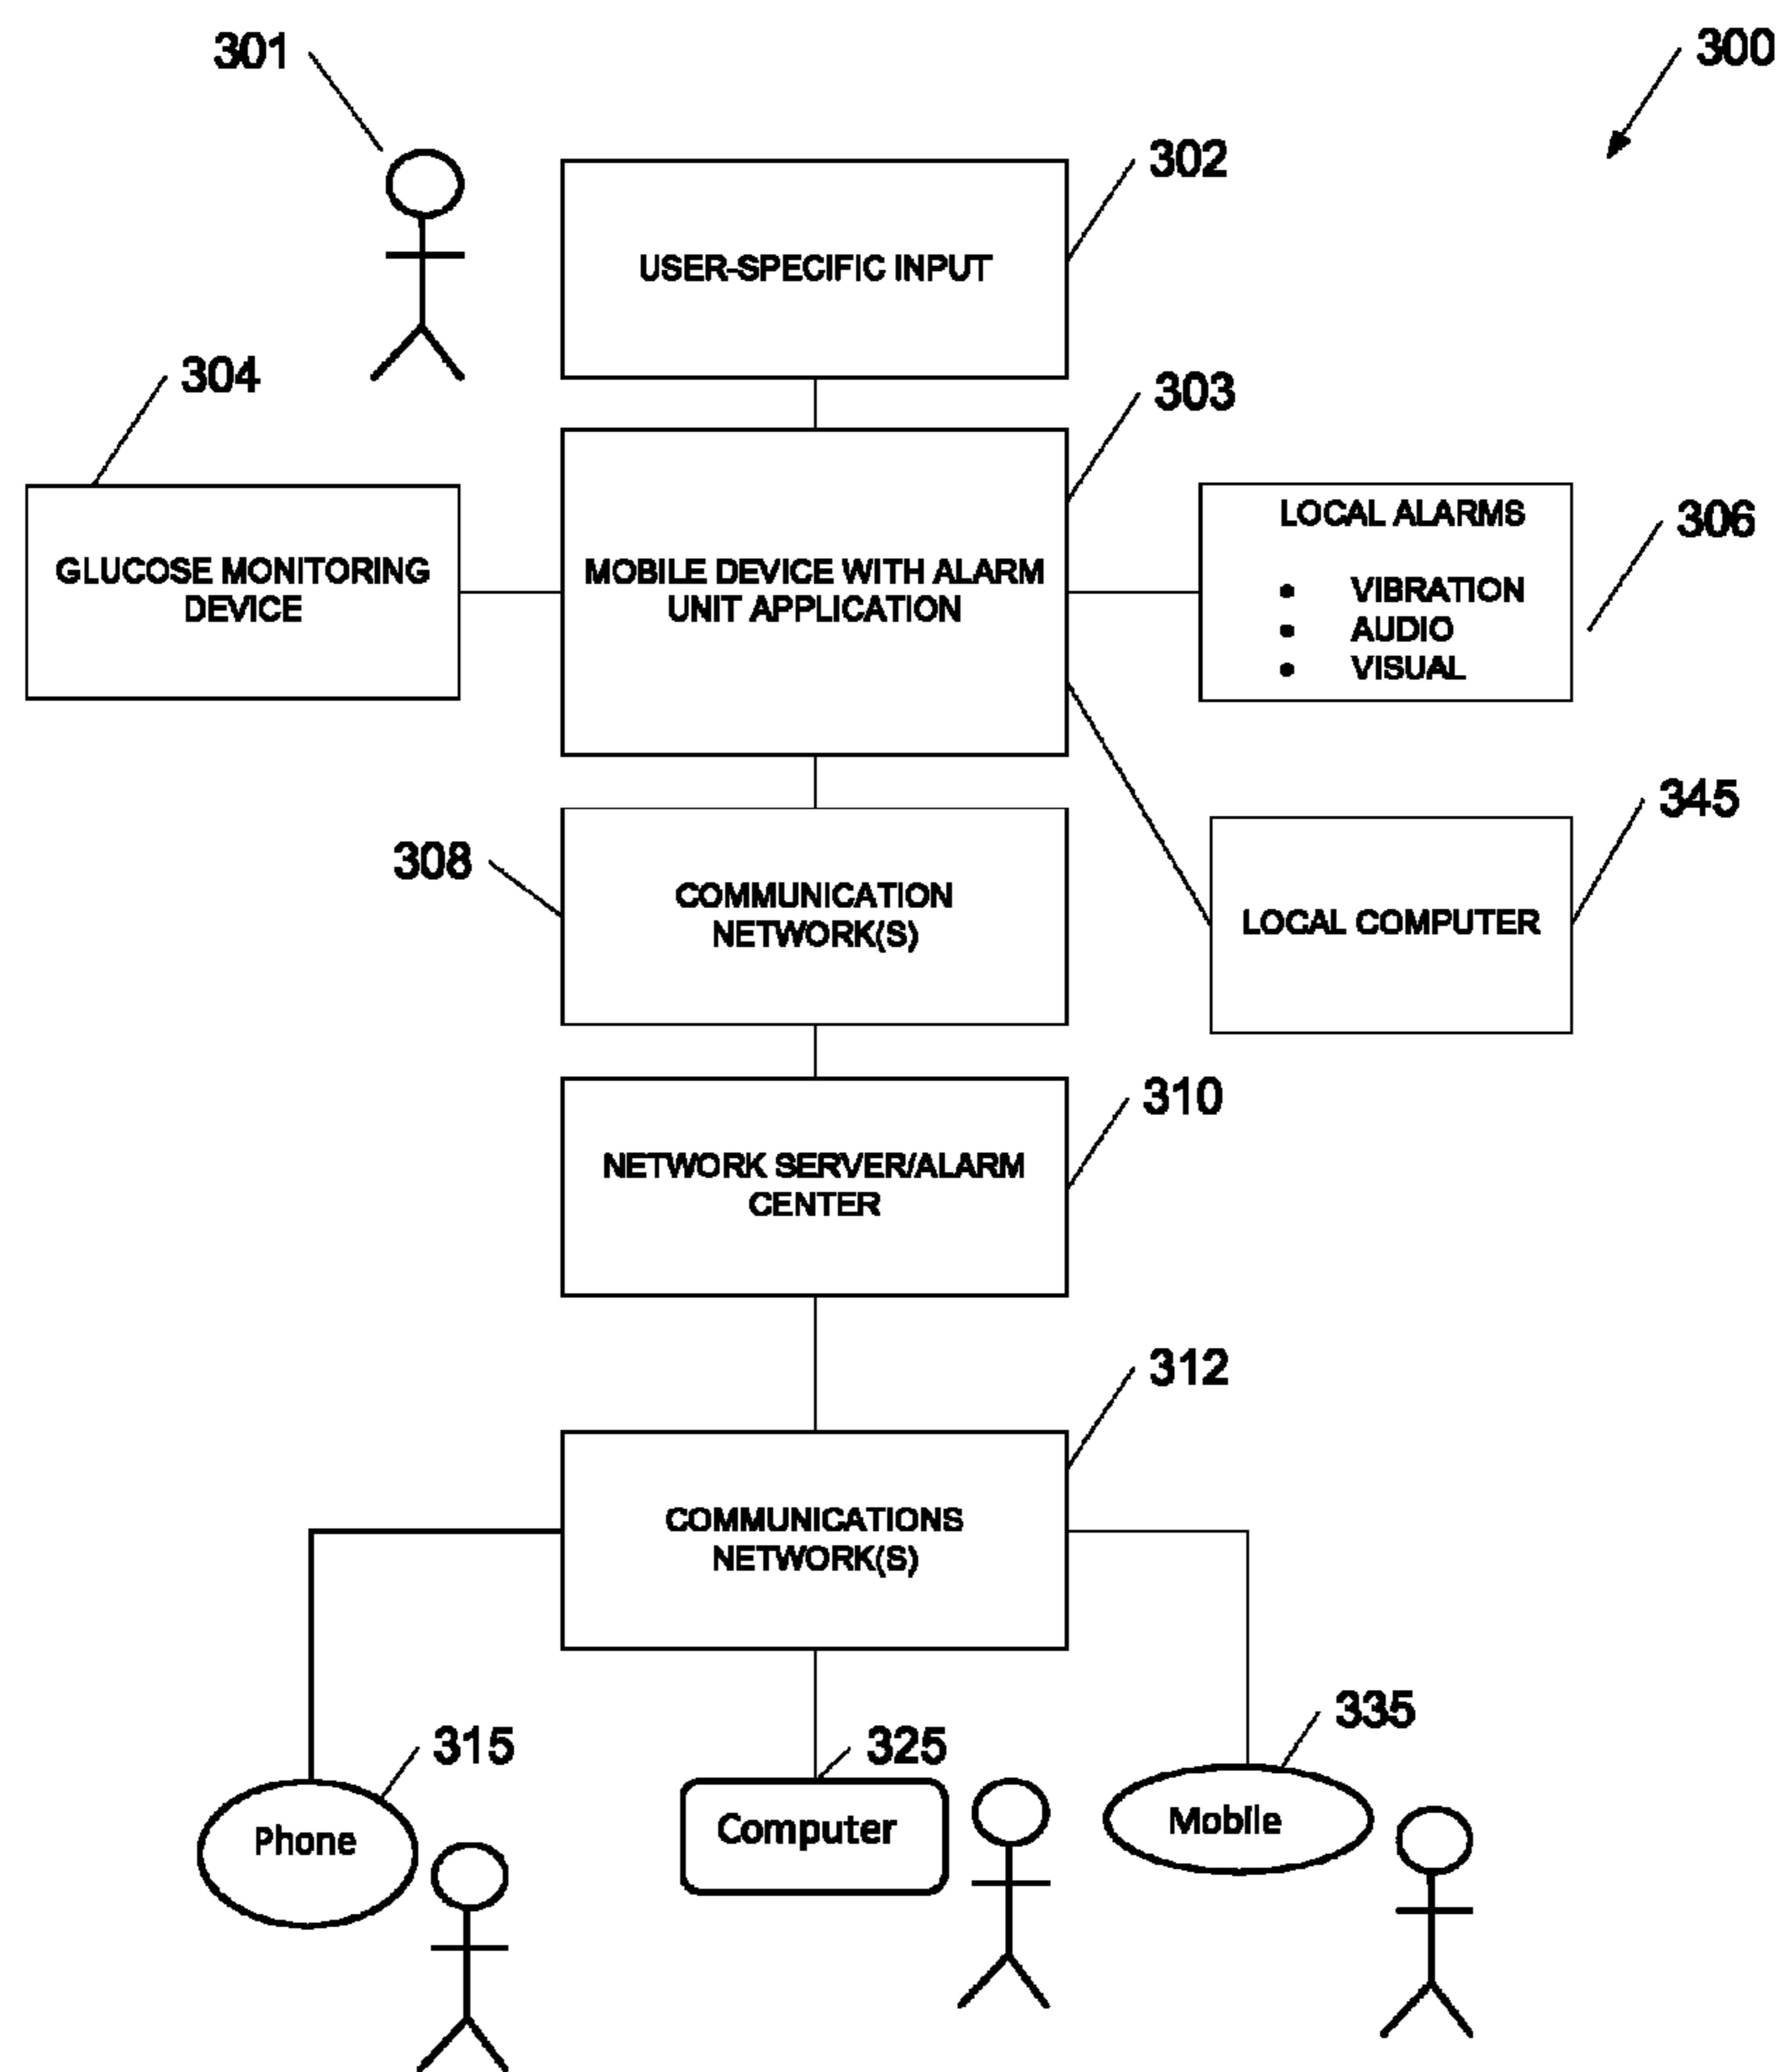 301
300
302
USER-SPECIFIC INPUT
304
303
GLUCOSE MONITORING
DEVICE
MOBILE DEVICE WITH ALARM
UNIT APPLICATION
LOCAL ALARMS
• VIBRATION
• AUDIO
• VISUAL
306
308
COMMUNICATION
NETWORK(S)
345
LOCAL COMPUTER
310
NETWORK SERVER/ALARM
CENTER
312
COMMUNICATIONS
NETWORK(S)
315
Phone
325
Computer
335
Mobile